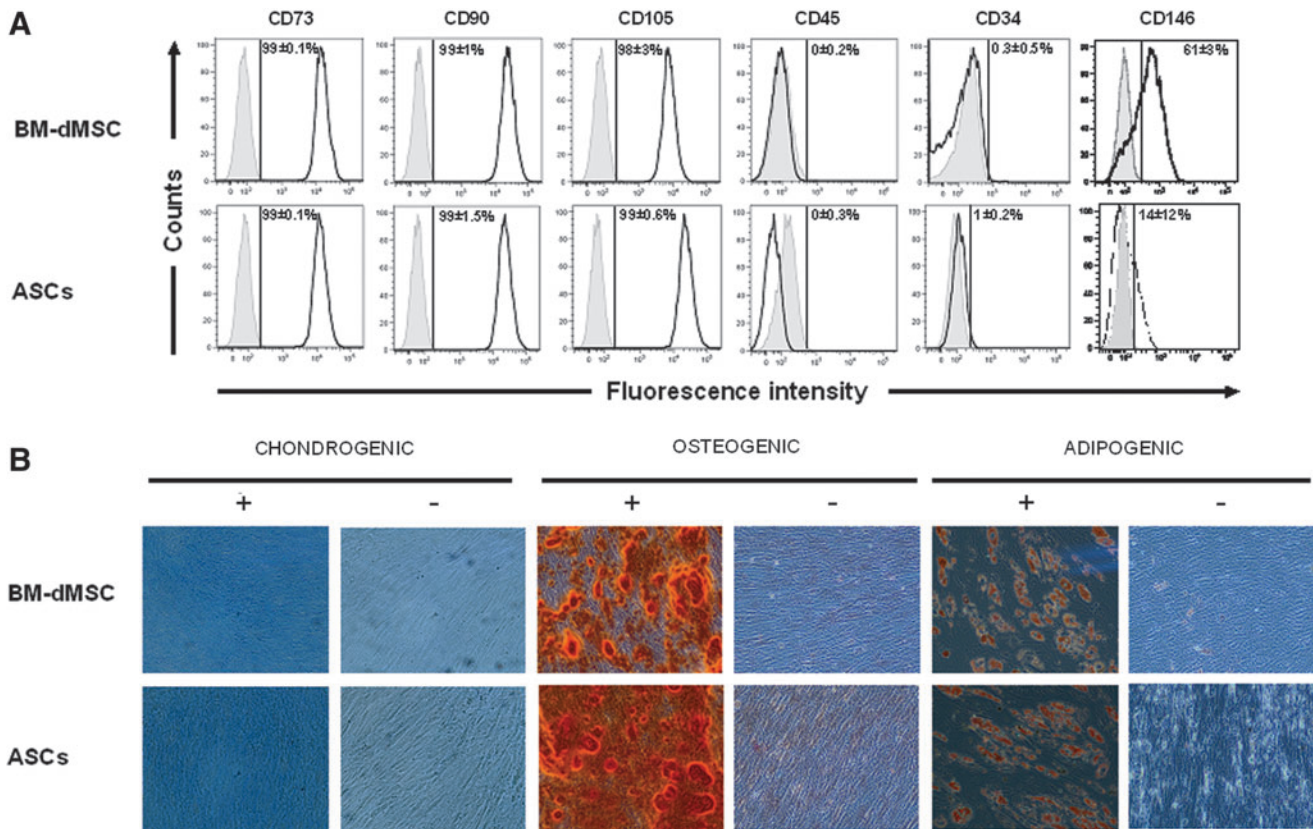 A
CD73 CD90 CD105 CD45 CD34 CD146
BM-dMSC
99±0.1% 99±1% 98±3% 0±0.2% 0.3±0.5% 61±3%
ASCs
99±0.1% 99±1.5% 99±0.6% 0±0.3% 1±0.2% 14±12%
Counts
Fluorescence intensity
B
CHONDROGENIC OSTEOGENIC ADIPOGENIC
+ - + - + -
BM-dMSC
ASCs